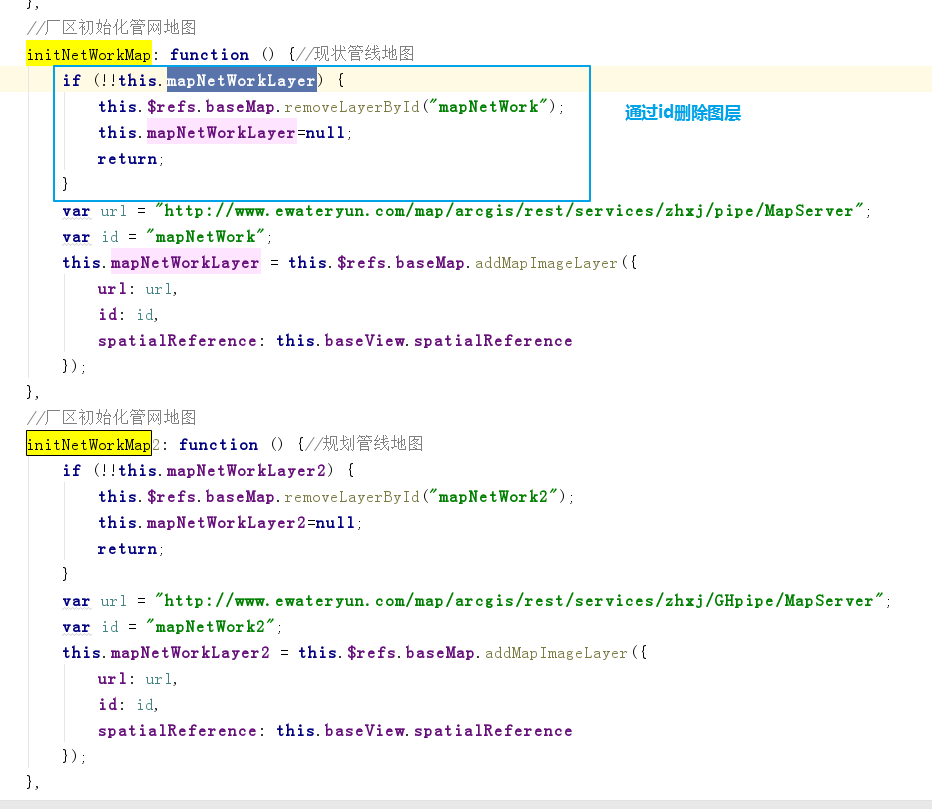 },
//厂区初始化管网地图
initNetWorkMap: function () {//现状管线地图
if (!!this.mapNetWorkLayer) {
this.$refs.baseMap.removeLayerById("mapNetWork");
this.mapNetWorkLayer=null;
return;
}
通过id删除图层
var url = "http://www.ewateryun.com/map/arcgis/rest/services/zhxj/pipe/MapServer";
var id = "mapNetWork";
this.mapNetWorkLayer = this.$refs.baseMap.addMapImageLayer({
url: url,
id: id,
spatialReference: this.baseView.spatialReference
});
},
//厂区初始化管网地图
initNetWorkMap2: function () {//规划管线地图
if (!!this.mapNetWorkLayer2) {
this.$refs.baseMap.removeLayerById("mapNetWork2");
this.mapNetWorkLayer2=null;
return;
}
var url = "http://www.ewateryun.com/map/arcgis/rest/services/zhxj/GHpipe/MapServer";
var id = "mapNetWork2";
this.mapNetWorkLayer2 = this.$refs.baseMap.addMapImageLayer({
url: url,
id: id,
spatialReference: this.baseView.spatialReference
});
},